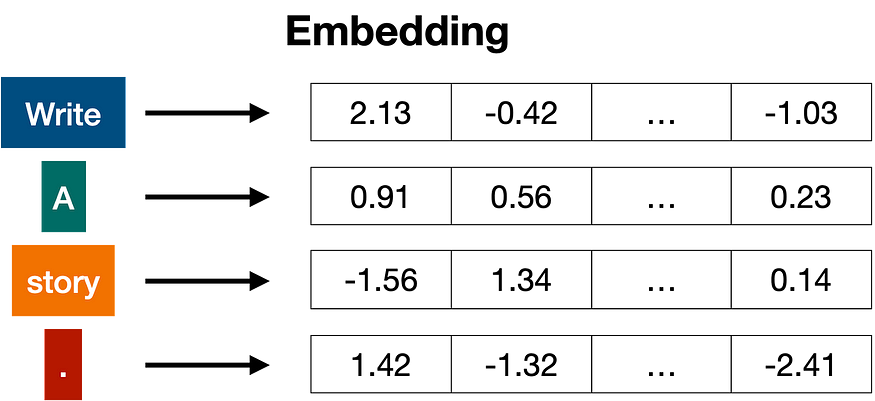 Embedding
Write 2.13 -0.42 ... -1.03
A 0.91 0.56 ... 0.23
story -1.56 1.34 ... 0.14
. 1.42 -1.32 ... -2.41